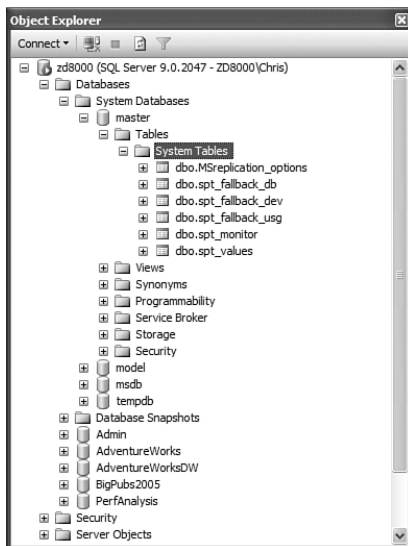 Object Explorer
Connect
zd8000 (SQL Server 9.0.2047 - ZD8000\Chris)
Databases
System Databases
master
Tables
System Tables
dbo.MSreplication_options
dbo.spt_fallback_db
dbo.spt_fallback_dev
dbo.spt_fallback_usg
dbo.spt_monitor
dbo.spt_values
Views
Synonyms
Programmability
Service Broker
Storage
Security
model
msdb
tempdb
Database Snapshots
Admin
AdventureWorks
AdventureWorksDW
BigPubs2005
PerfAnalysis
Security
Server Objects